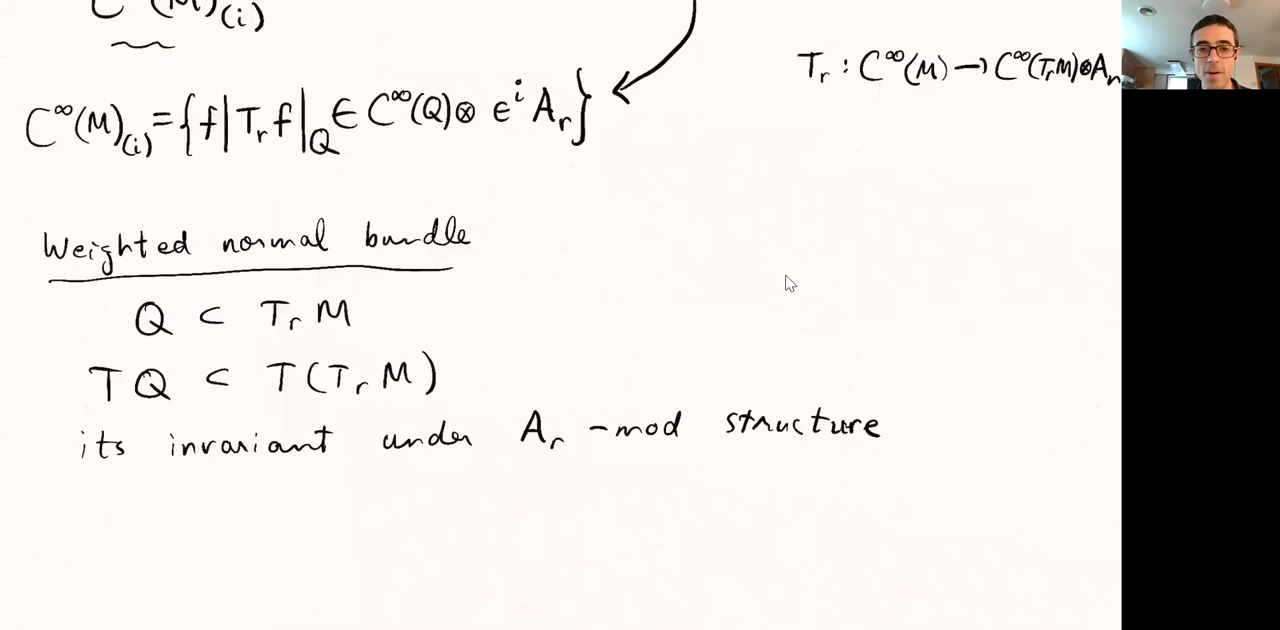 C^∞(M)_(i)
T_r : C^∞(M) → C^∞(T_r M) ⊗ A_r
C^∞(M)_(i) = {f | T_r f|_Q ∈ C^∞(Q) ⊗ ϵ^i A_r}
Weighted normal bundle
Q ⊂ T_r M
TQ ⊂ T(T_r M)
its invariant under A_r -mod structure